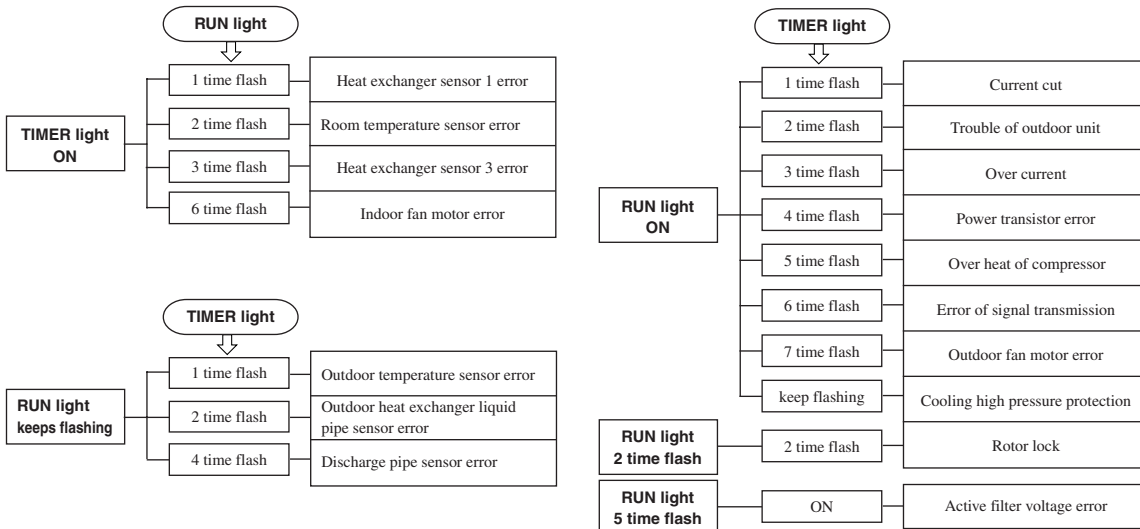 RUN light
TIMER light
ON
1 time flash
Heat exchanger sensor 1 error
2 time flash
Room temperature sensor error
3 time flash
Heat exchanger sensor 3 error
6 time flash
Indoor fan motor error
TIMER light
RUN light
keeps flashing
1 time flash
Outdoor temperature sensor error
2 time flash
Outdoor heat exchanger liquid
pipe sensor error
4 time flash
Discharge pipe sensor error
TIMER light
RUN light
ON
1 time flash
Current cut
2 time flash
Trouble of outdoor unit
3 time flash
Over current
4 time flash
Power transistor error
5 time flash
Over heat of compressor
6 time flash
Error of signal transmission
7 time flash
Outdoor fan motor error
keep flashing
Cooling high pressure protection
RUN light
2 time flash
2 time flash
Rotor lock
RUN light
5 time flash
ON
Active filter voltage error